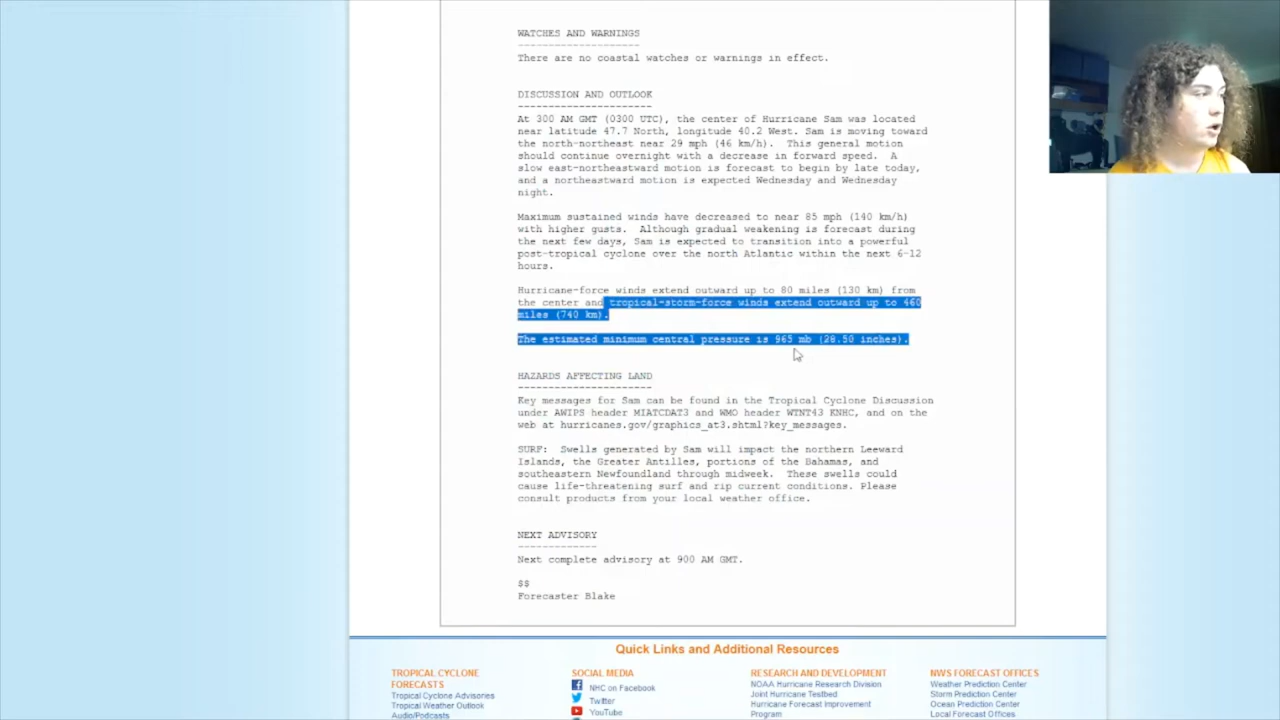 WATCHES AND WARNINGS
--------------------
There are no coastal watches or warnings in effect.
DISCUSSION AND OUTLOOK
----------------------
At 300 AM GMT (0300 UTC), the center of Hurricane Sam was located
near latitude 47.7 North, longitude 40.2 West. Sam is moving toward
the north-northeast near 29 mph (46 km/h).  This general motion
should continue overnight with a decrease in forward speed.  A
slow east-northeastward motion is forecast to begin by late today,
and a northeastward motion is expected Wednesday and Wednesday
night.
Maximum sustained winds have decreased to near 85 mph (140 km/h)
with higher gusts.  Although gradual weakening is forecast during
the next few days, Sam is expected to transition into a powerful
post-tropical cyclone over the north Atlantic within the next 6-12
hours.
Hurricane-force winds extend outward up to 80 miles (130 km) from
the center and tropical-storm-force winds extend outward up to 460
miles (740 km).
The estimated minimum central pressure is 965 mb (28.50 inches).
HAZARDS AFFECTING LAND
----------------------
Key messages for Sam can be found in the Tropical Cyclone Discussion
under AWIPS header MIATCDAT3 and WMO header WTNT43 KNHC, and on the
web at hurricanes.gov/graphics_at3.shtml?key_messages.
SURF:  Swells generated by Sam will impact the northern Leeward
Islands, the Greater Antilles, portions of the Bahamas, and
southeastern Newfoundland through midweek.  These swells could
cause life-threatening surf and rip current conditions. Please
consult products from your local weather office.
NEXT ADVISORY
-------------
Next complete advisory at 900 AM GMT.
$$
Forecaster Blake
Quick Links and Additional Resources
TROPICAL CYCLONE
FORECASTS
Tropical Cyclone Advisories
Tropical Weather Outlook
Audio/Podcasts
SOCIAL MEDIA
NHC on Facebook
Twitter
YouTube
RESEARCH AND DEVELOPMENT
NOAA Hurricane Research Division
Joint Hurricane Testbed
Hurricane Forecast Improvement
Program
NWS FORECAST OFFICES
Weather Prediction Center
Storm Prediction Center
Ocean Prediction Center
Local Forecast Offices